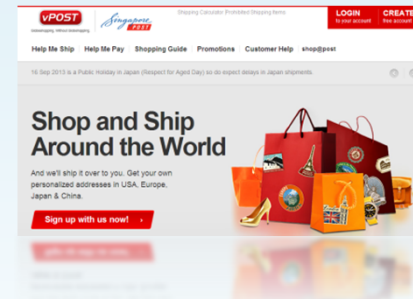 vPOST
Singapore
POST
Shipping Calculator Prohibited Shipping Items
LOGIN
to your account
CREATE
free account
Help Me Ship Help Me Pay Shopping Guide Promotions Customer Help shop@post
16 Sep 2013 is a Public Holiday in Japan (Respect for Aged Day) so do expect delays in Japan shipments.
Shop and Ship
Around the World
And we'll ship it over to you. Get your own
personalized addresses in USA, Europe,
Japan & China.
Sign up with us now!